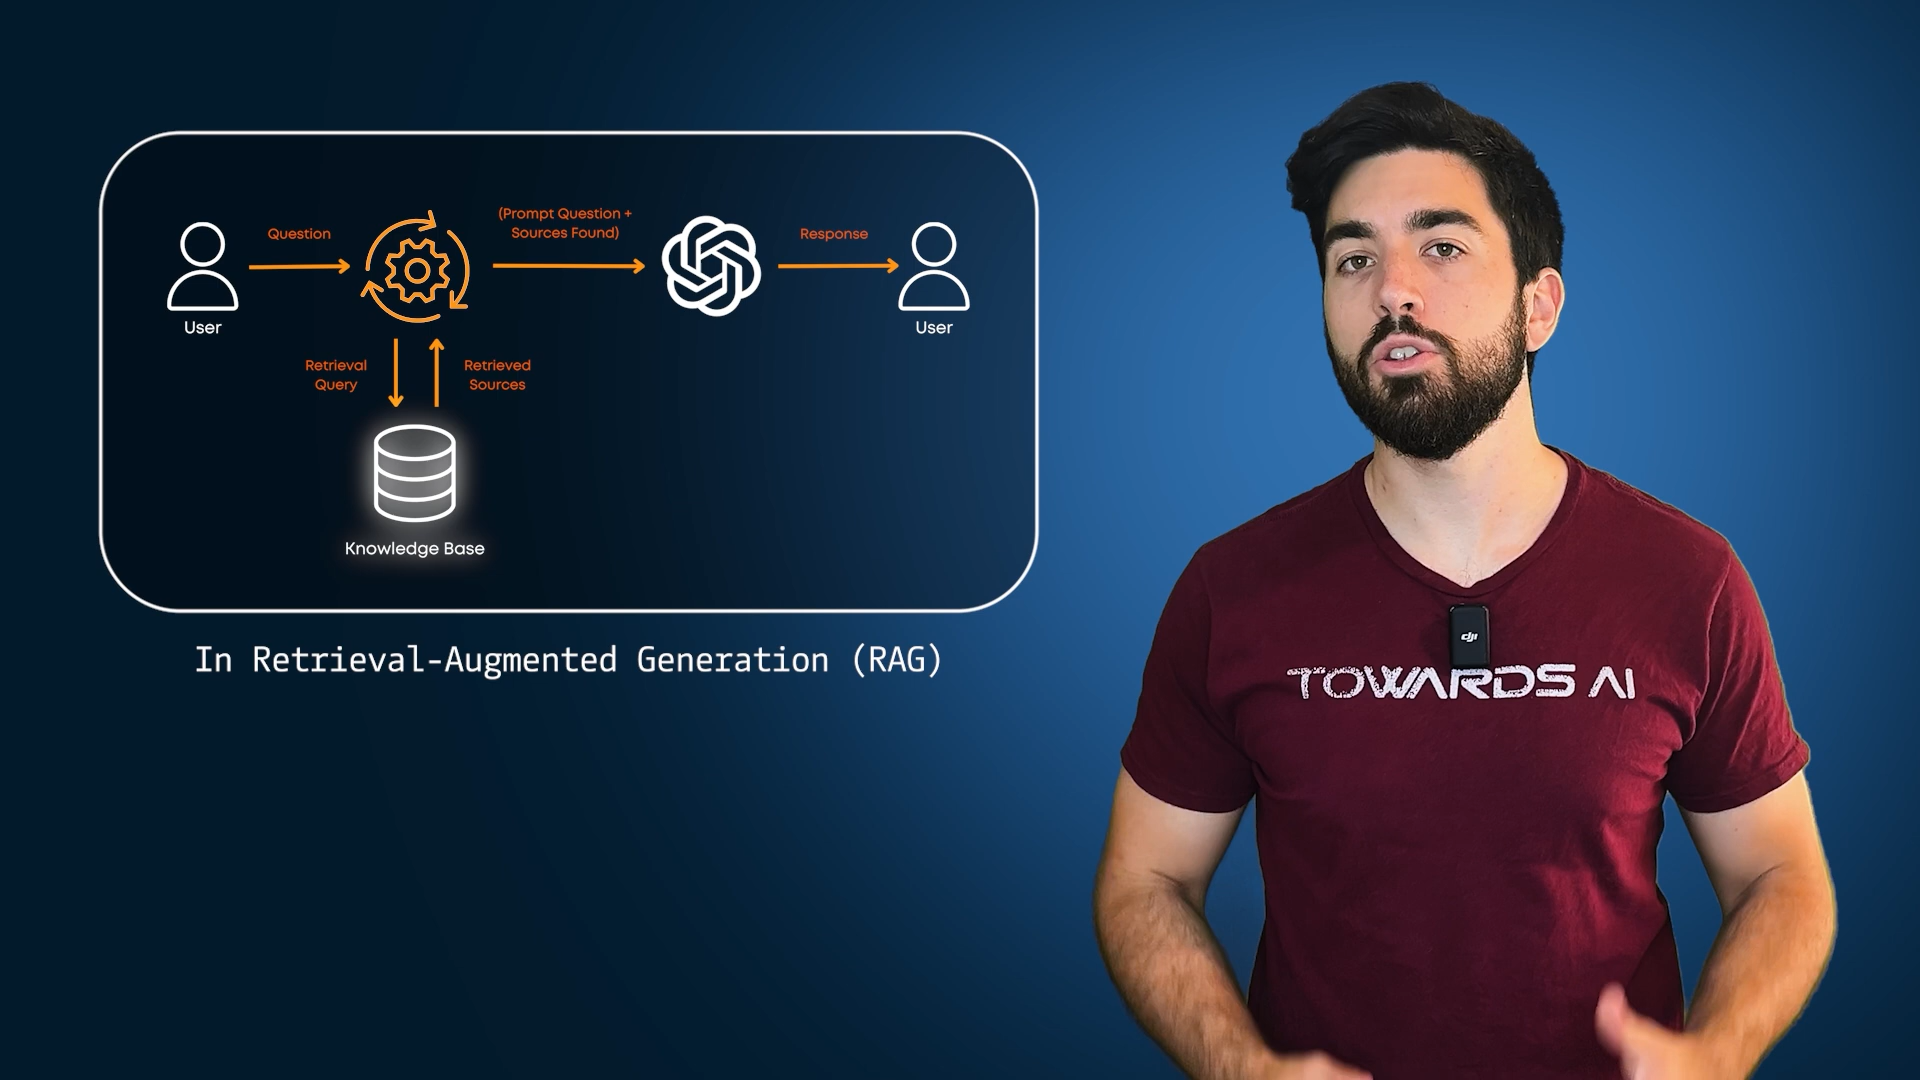 Question
(Prompt Question +
Sources Found)
Response
User
User
Retrieval
Query
Retrieved
Sources
Knowledge Base
In Retrieval-Augmented Generation (RAG)
dji
TOWARDS AI